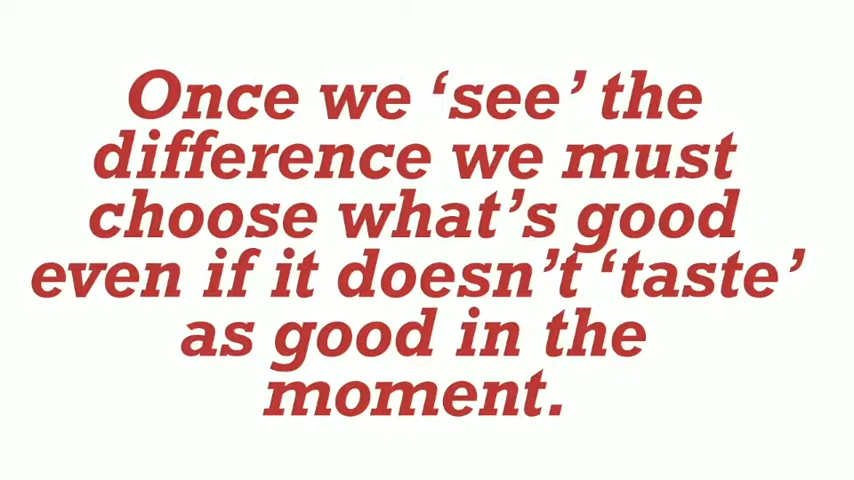 Once we ‘see’ the
difference we must
choose what’s good
even if it doesn’t ‘taste’
as good in the
moment.